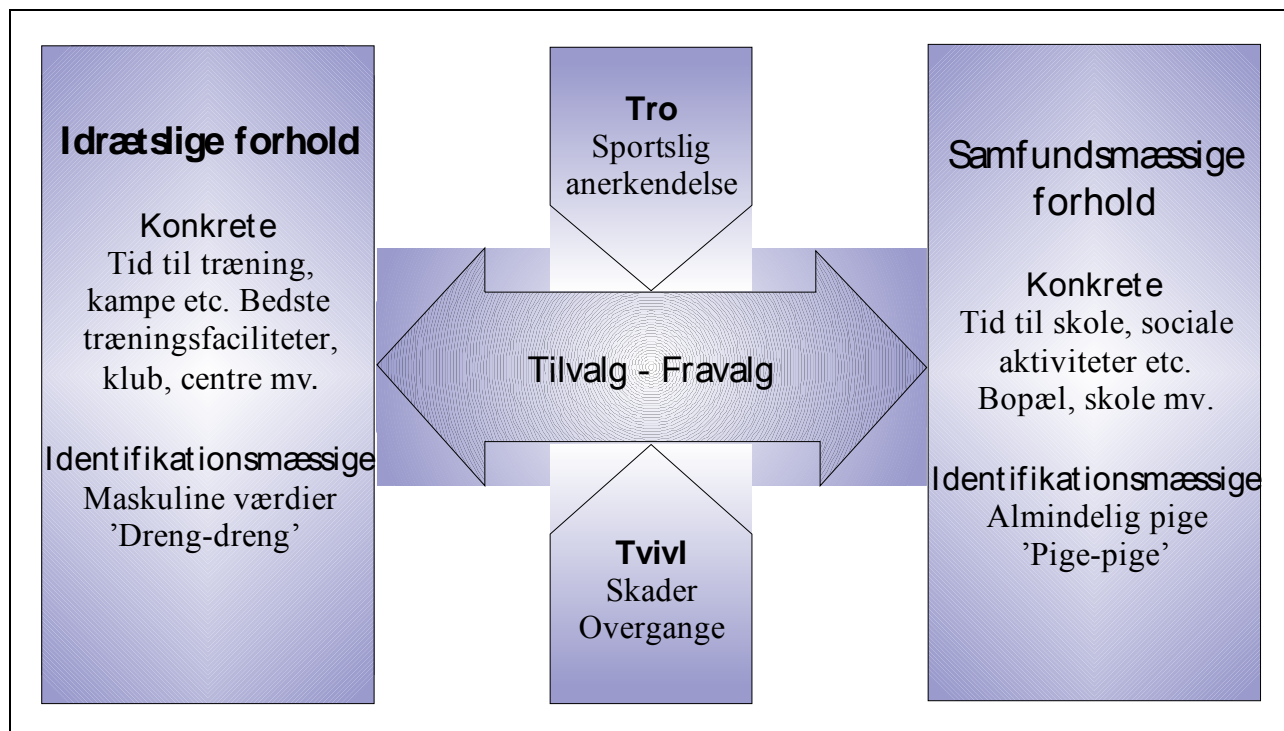 Idrætslige forhold
Konkrete
Tid til træning,
kampe etc. Bedste
træningsfaciliteter,
klub, centre mv.
Identifikationsmæssige
Maskuline værdier
’Dreng-dreng’
Tro
Sportslig
anerkendelse
Tilvalg - Fravalg
Tvivl
Skader
Overgange
Samfundsmæssige
forhold
Konkrete
Tid til skole, sociale
aktiviteter etc.
Bopæl, skole mv.
Identifikationsmæssige
Almindelig pige
’Pige-pige’